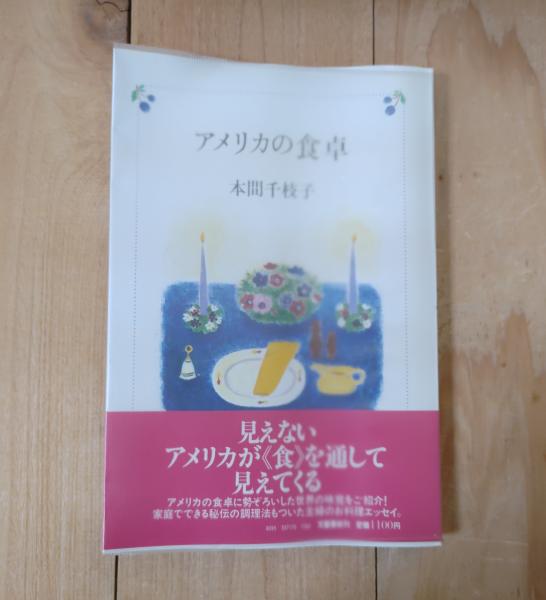 アメリカの食卓
本間千枝子
見えない
アメリカが《食》を通して
見えてくる
アメリカの食卓に勢ぞろいした世界の味覚をご紹介!
家庭でできる秘伝の調理法もついた主婦のお料理エッセイ。
定価1100円